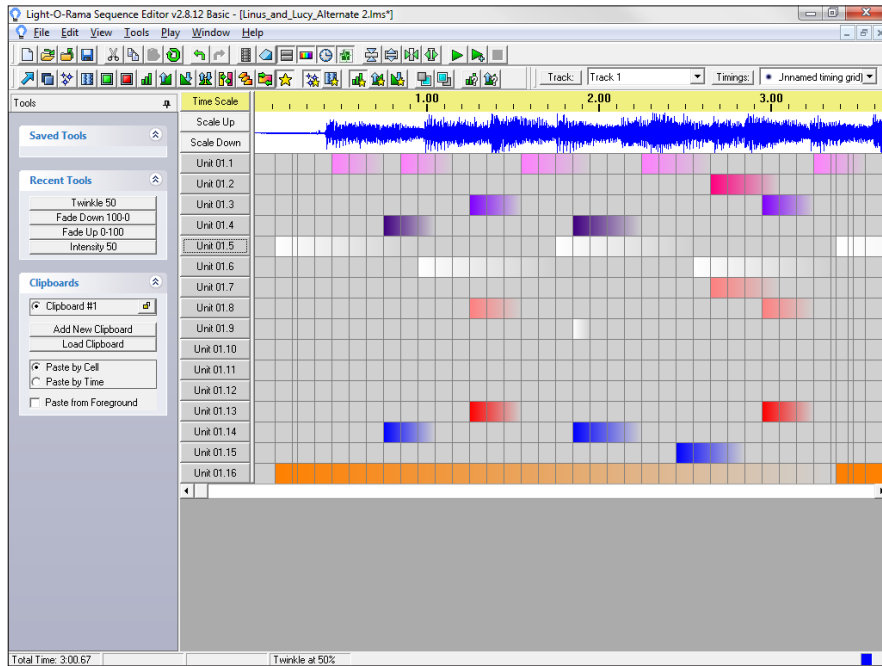 Light-O-Rama Sequence Editor v2.8.12 Basic - [Linus_and_Lucy_Alternate 2.lms*]
File Edit View Tools Play Window Help
Track: Track 1 Timings: Jnnamed timing grid)
Tools
Time Scale 1.00 2.00 3.00
Scale Up
Scale Down
Saved Tools
Recent Tools
Twinkle 50
Fade Down 100-0
Fade Up 0-100
Intensity 50
Clipboards
Clipboard #1
Add New Clipboard
Load Clipboard
Paste by Cell
Paste by Time
Paste from Foreground
Unit 01.1
Unit 01.2
Unit 01.3
Unit 01.4
Unit 01.5
Unit 01.6
Unit 01.7
Unit 01.8
Unit 01.9
Unit 01.10
Unit 01.11
Unit 01.12
Unit 01.13
Unit 01.14
Unit 01.15
Unit 01.16
Total Time: 3:00.67 Twinkle at 50%